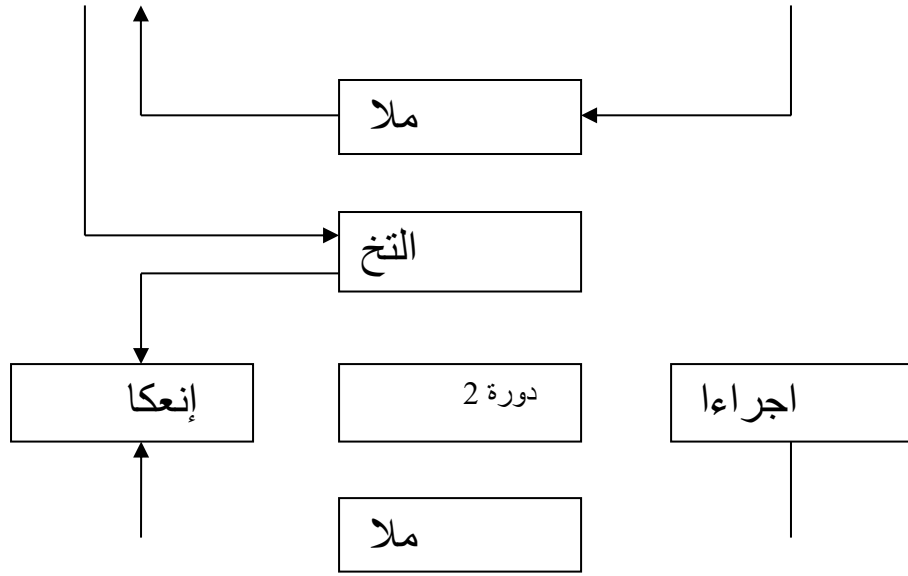 ملا
التخ
إنعكا
دورة 2
اجراءا
ملا